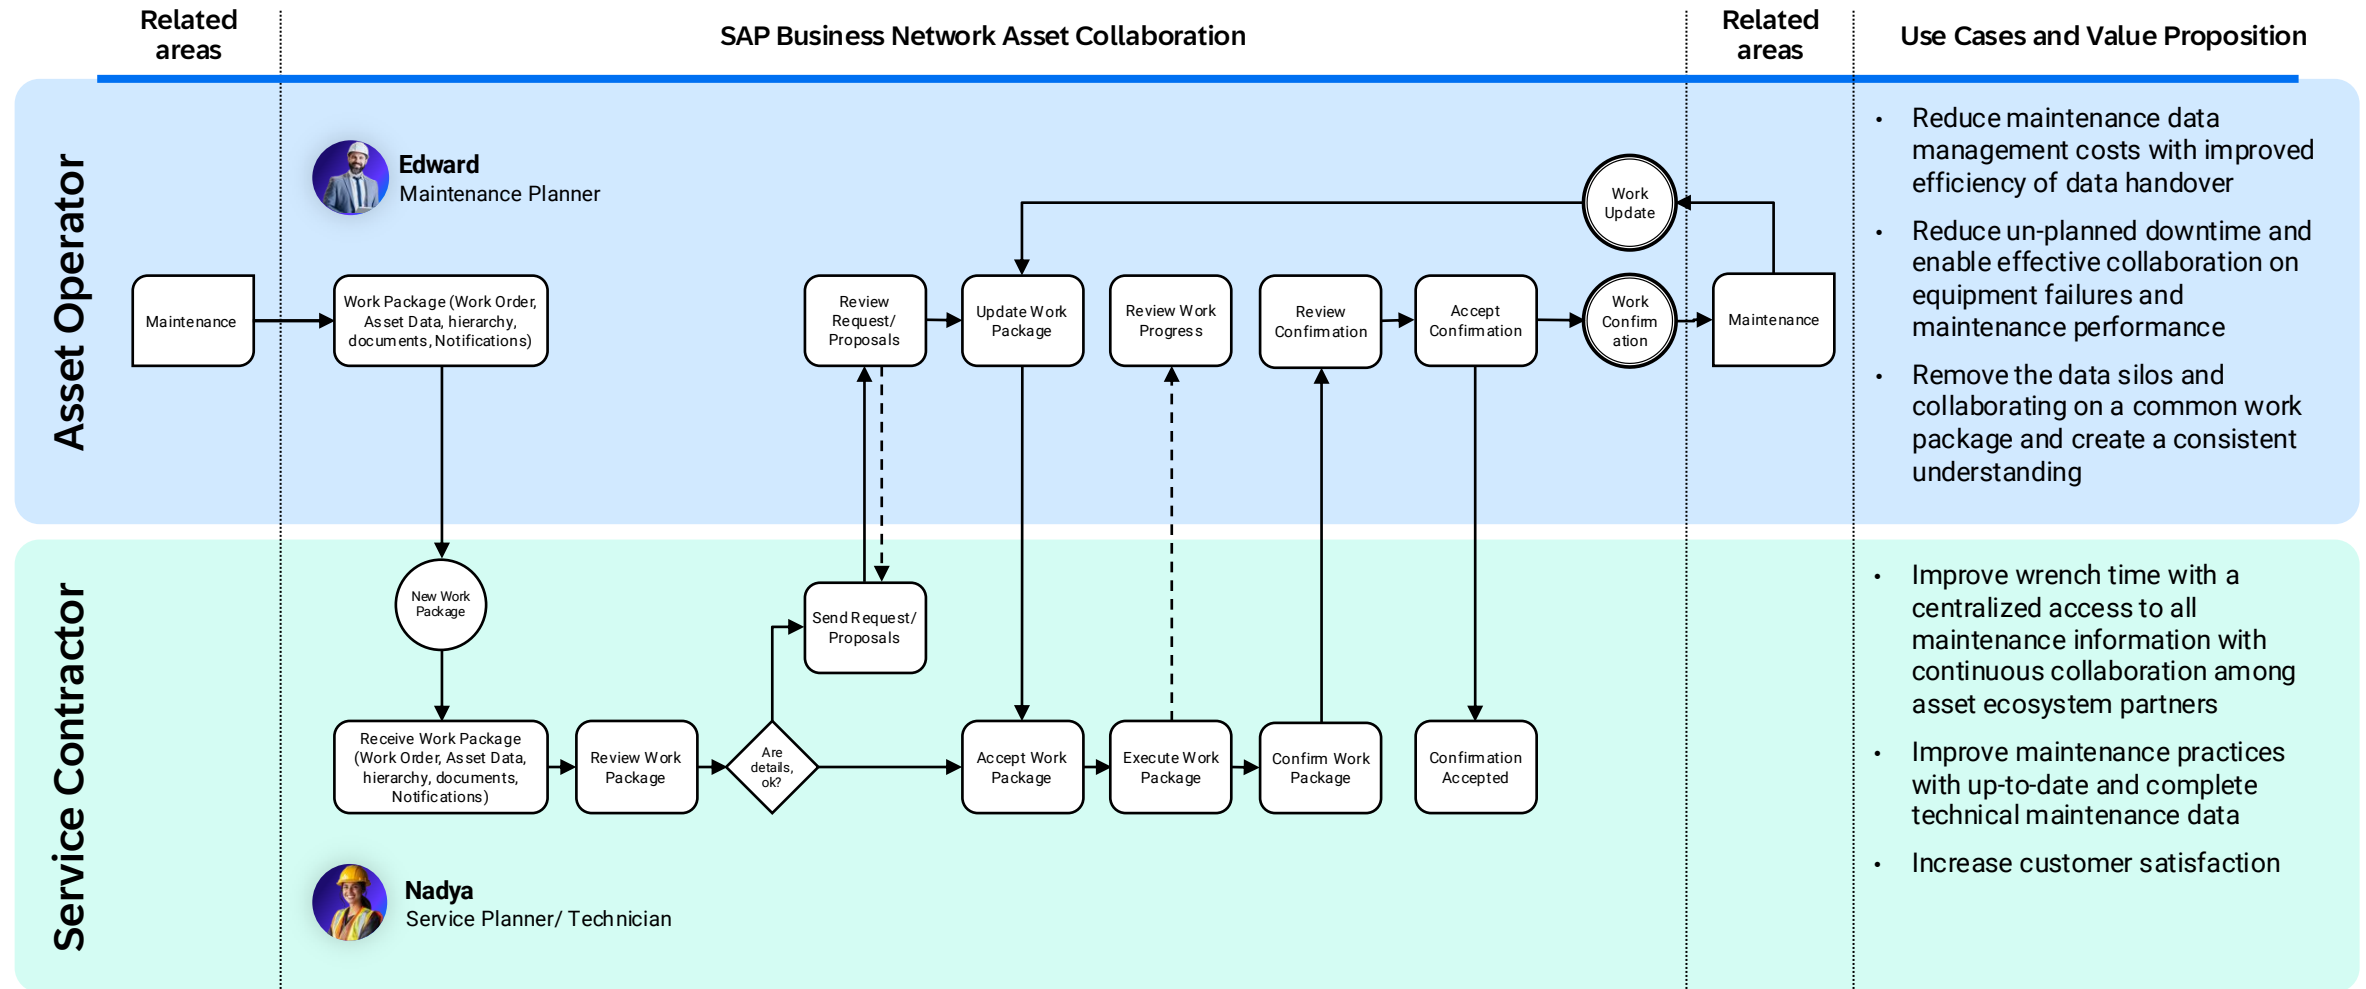 Related
areas
SAP Business Network Asset Collaboration
Related
areas
Use Cases and Value Proposition
Asset Operator
Edward
Maintenance Planner
Maintenance
Work Package (Work Order,
Asset Data, hierarchy,
documents, Notifications)
Review
Request/
Proposals
Update Work
Package
Review Work
Progress
Review
Confirmation
Accept
Confirmation
Work
Update
Work
Confirm
ation
Maintenance
• Reduce maintenance data
management costs with improved
efficiency of data handover
• Reduce un-planned downtime and
enable effective collaboration on
equipment failures and
maintenance performance
• Remove the data silos and
collaborating on a common work
package and create a consistent
understanding
Service Contractor
New Work
Package
Send Request/
Proposals
Receive Work Package
(Work Order, Asset Data,
hierarchy, documents,
Notifications)
Review Work
Package
Are
details,
ok?
Accept Work
Package
Execute Work
Package
Confirm Work
Package
Confirmation
Accepted
Nadya
Service Planner/ Technician
• Improve wrench time with a
centralized access to all
maintenance information with
continuous collaboration among
asset ecosystem partners
• Improve maintenance practices
with up-to-date and complete
technical maintenance data
• Increase customer satisfaction